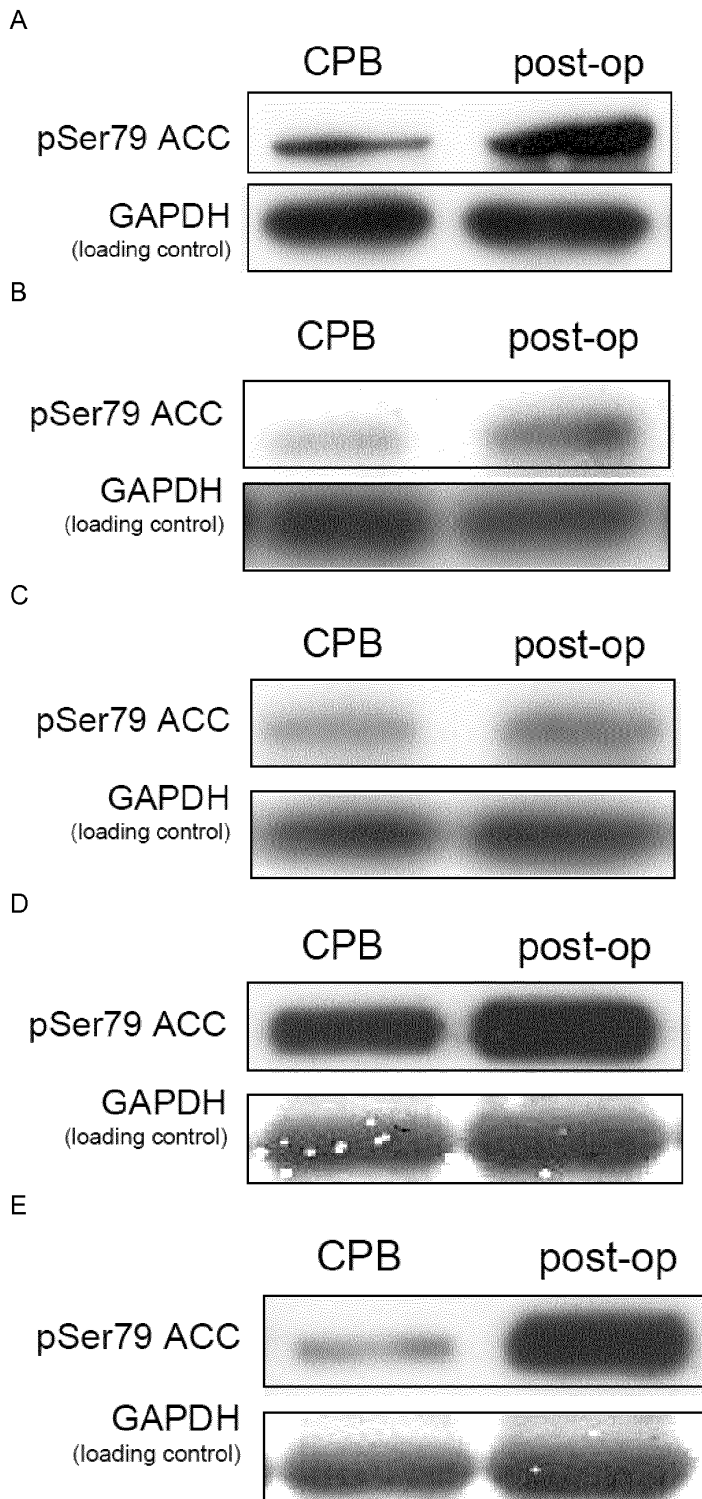 A
CPB post-op
pSer79 ACC
GAPDH
(loading control)
B
CPB post-op
pSer79 ACC
GAPDH
(loading control)
C
CPB post-op
pSer79 ACC
GAPDH
(loading control)
D
CPB post-op
pSer79 ACC
GAPDH
(loading control)
E
CPB post-op
pSer79 ACC
GAPDH
(loading control)